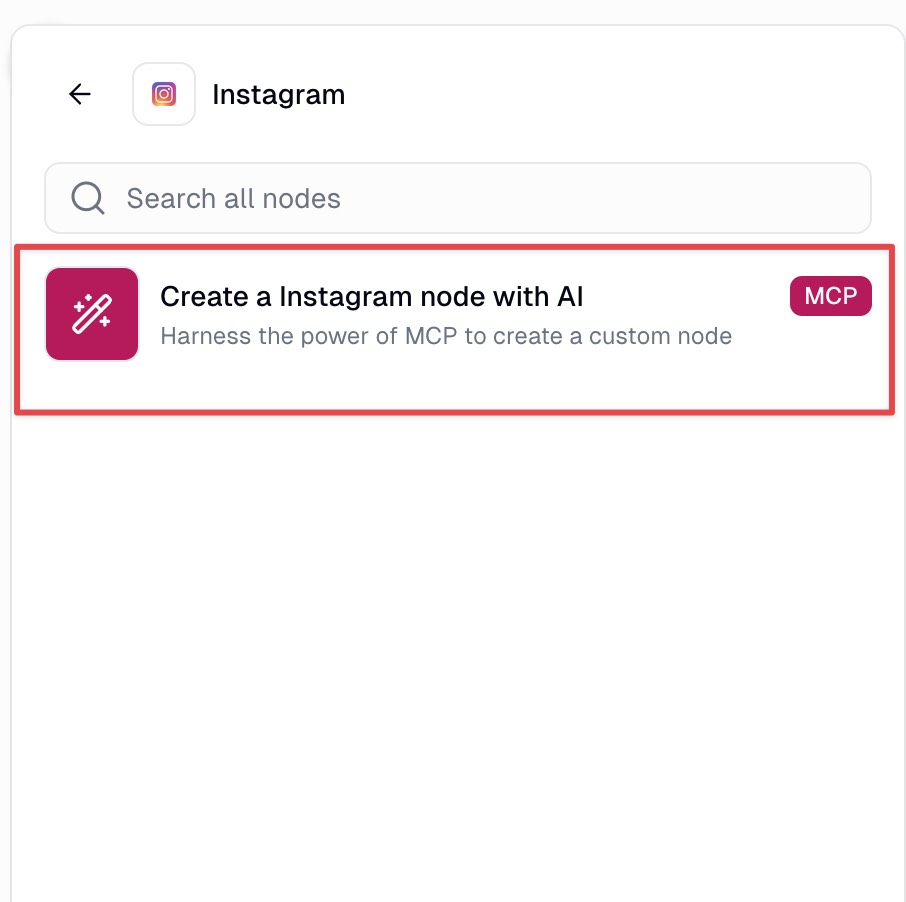 Instagram
Search all nodes
Create a Instagram node with AI
MCP
Harness the power of MCP to create a custom node